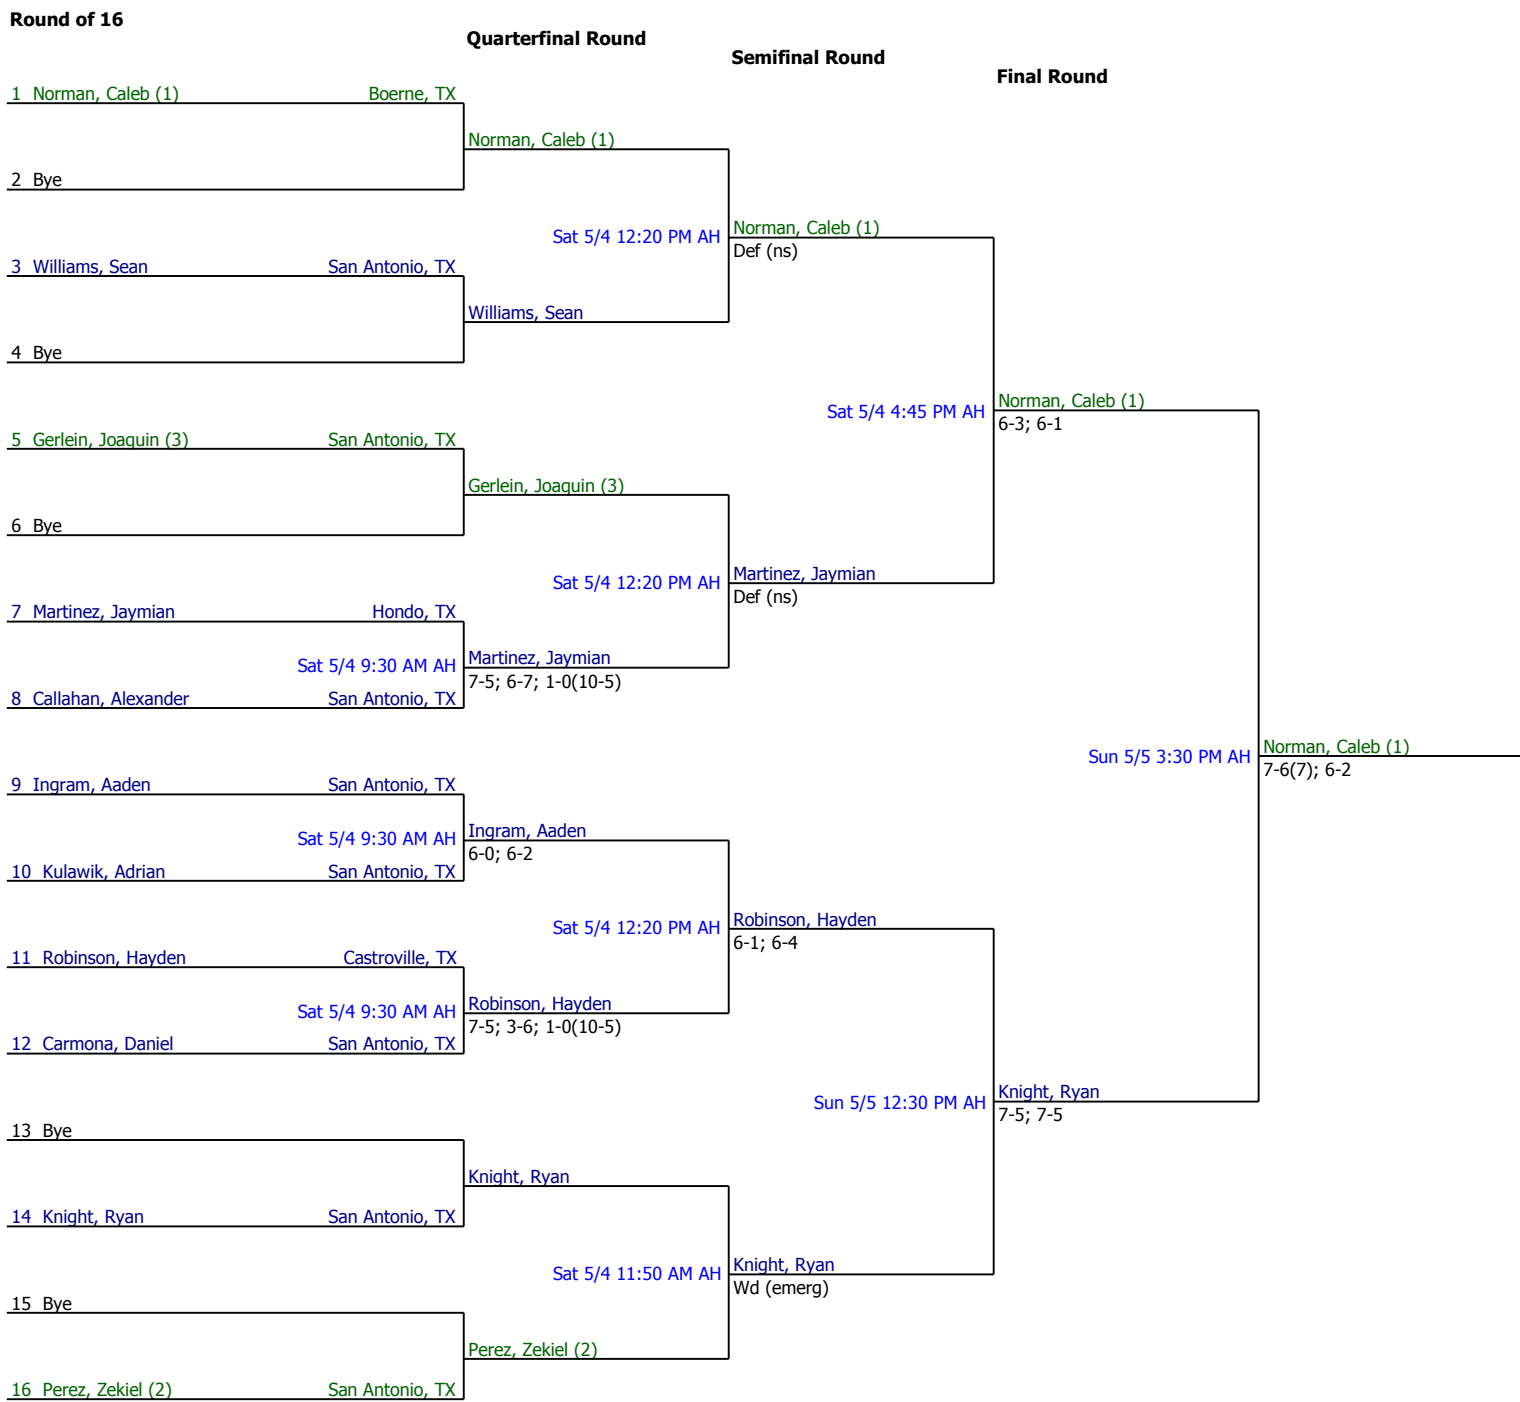 Round of 16
Quarterfinal Round
Semifinal Round
Final Round
1 Norman, Caleb (1) Boerne, TX
Norman, Caleb (1)
2 Bye
Sat 5/4 12:20 PM AH Norman, Caleb (1)
Def (ns)
3 Williams, Sean San Antonio, TX
Williams, Sean
4 Bye
Sat 5/4 4:45 PM AH Norman, Caleb (1)
6-3; 6-1
5 Gerlein, Joaquin (3) San Antonio, TX
Gerlein, Joaquin (3)
6 Bye
Sat 5/4 12:20 PM AH Martinez, Jaymian
Def (ns)
7 Martinez, Jaymian Hondo, TX
Sat 5/4 9:30 AM AH Martinez, Jaymian
7-5; 6-7; 1-0(10-5)
8 Callahan, Alexander San Antonio, TX
Sun 5/5 3:30 PM AH Norman, Caleb (1)
7-6(7); 6-2
9 Ingram, Aaden San Antonio, TX
Sat 5/4 9:30 AM AH Ingram, Aaden
6-0; 6-2
10 Kulawik, Adrian San Antonio, TX
Sat 5/4 12:20 PM AH Robinson, Hayden
6-1; 6-4
11 Robinson, Hayden Castroville, TX
Sat 5/4 9:30 AM AH Robinson, Hayden
7-5; 3-6; 1-0(10-5)
12 Carmona, Daniel San Antonio, TX
Sun 5/5 12:30 PM AH Knight, Ryan
7-5; 7-5
13 Bye
Knight, Ryan
14 Knight, Ryan San Antonio, TX
Sat 5/4 11:50 AM AH Knight, Ryan
Wd (emerg)
15 Bye
Perez, Zekiel (2)
16 Perez, Zekiel (2) San Antonio, TX